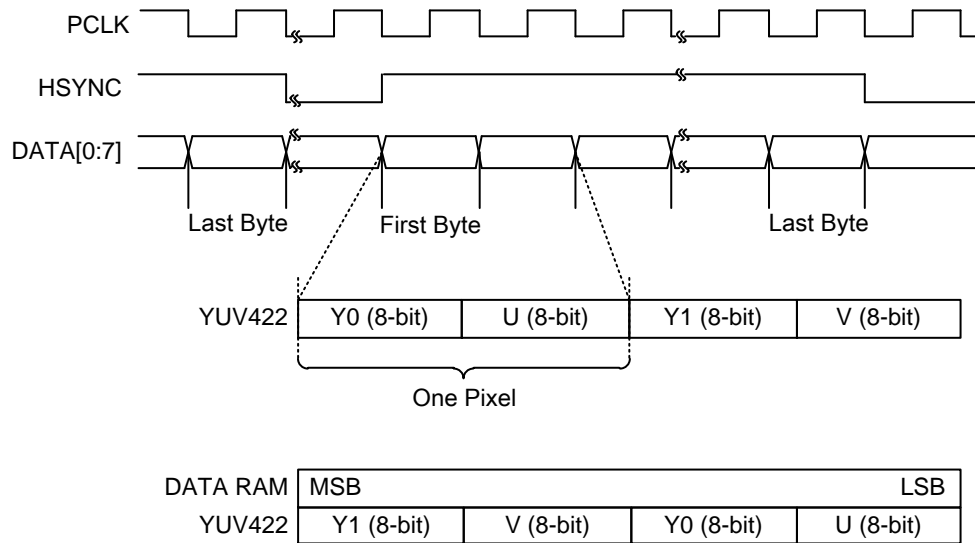 PCLK
HSYNC
DATA[0:7]
Last Byte First Byte Last Byte
YUV422 Y0 (8-bit) U (8-bit) Y1 (8-bit) V (8-bit)
One Pixel
DATA RAM MSB LSB
YUV422 Y1 (8-bit) V (8-bit) Y0 (8-bit) U (8-bit)